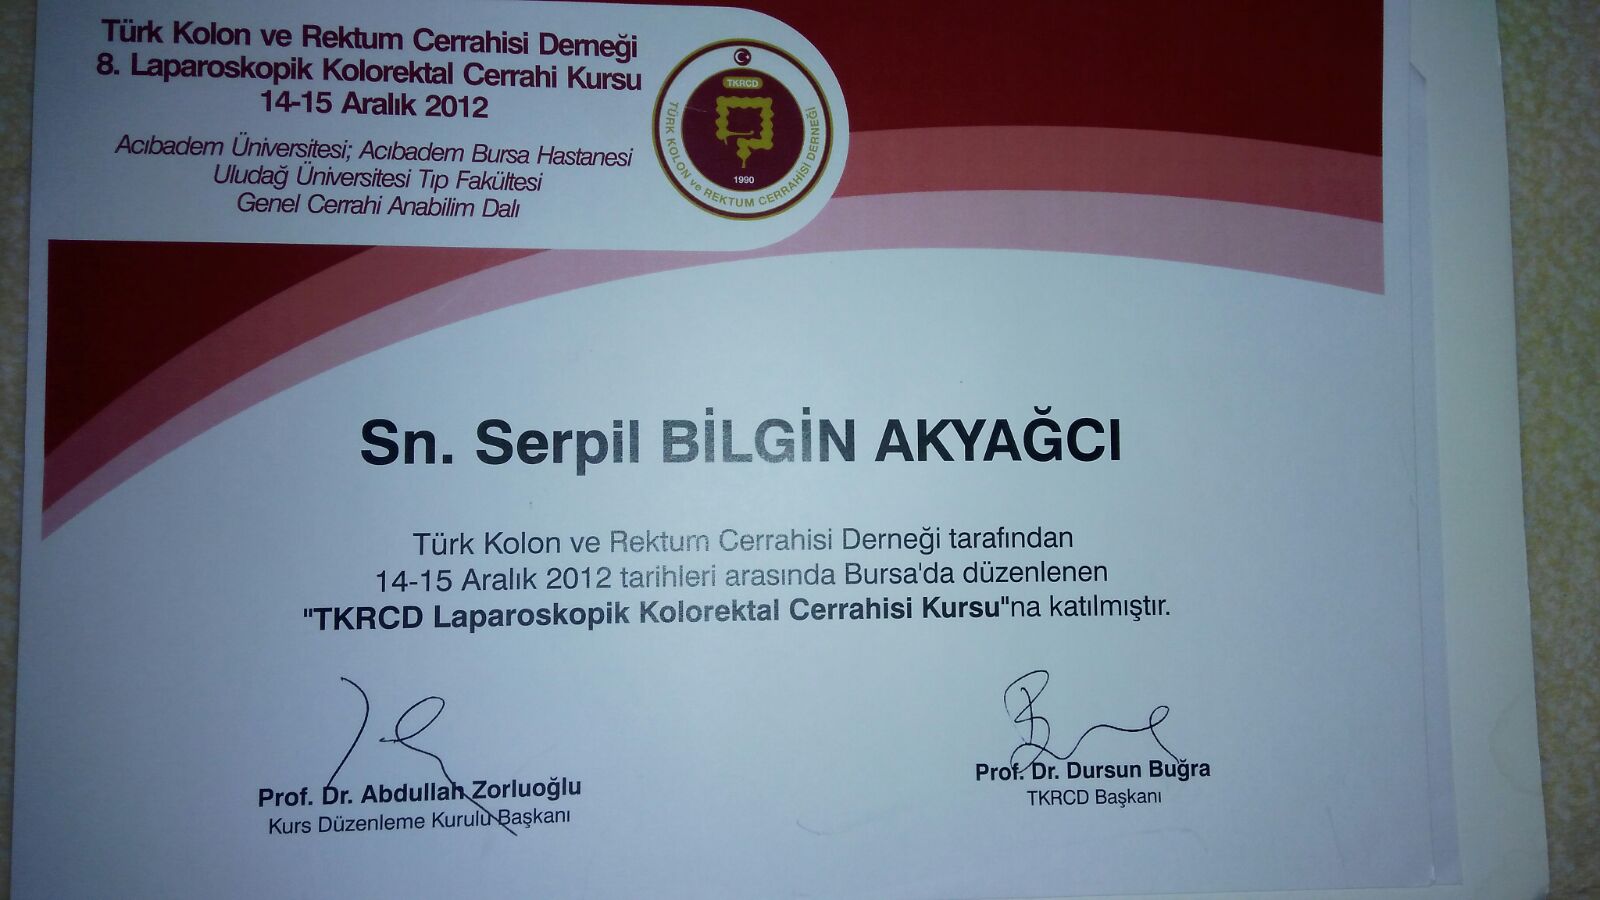 Türk Kolon ve Rektum Cerrahisi Derneği
8. Laparoskopik Kolorektal Cerrahi Kursu
14-15 Aralık 2012
Acıbadem Üniversitesi; Acıbadem Bursa Hastanesi
Uludağ Üniversitesi Tıp Fakültesi
Genel Cerrahi Anabilim Dalı
TKRCD
TÜRK KOLON ve REKTUM CERRAHİSİ DERNEĞİ
1990
Sn. Serpil BİLGİN AKYAĞCI
Türk Kolon ve Rektum Cerrahisi Derneği tarafından
14-15 Aralık 2012 tarihleri arasında Bursa'da düzenlenen
"TKRCD Laparoskopik Kolorektal Cerrahisi Kursu"na katılmıştır.
Prof. Dr. Abdullah Zorluoğlu
Kurs Düzenleme Kurulu Başkanı
Prof. Dr. Dursun Buğra
TKRCD Başkanı